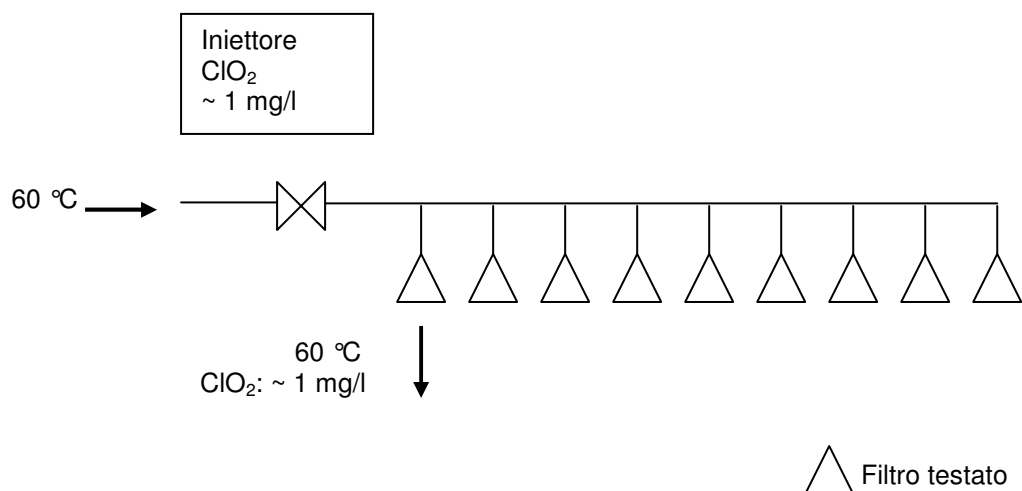 Iniettore
ClO₂
~ 1 mg/l
60 °C
60 °C
ClO₂: ~ 1 mg/l
Filtro testato